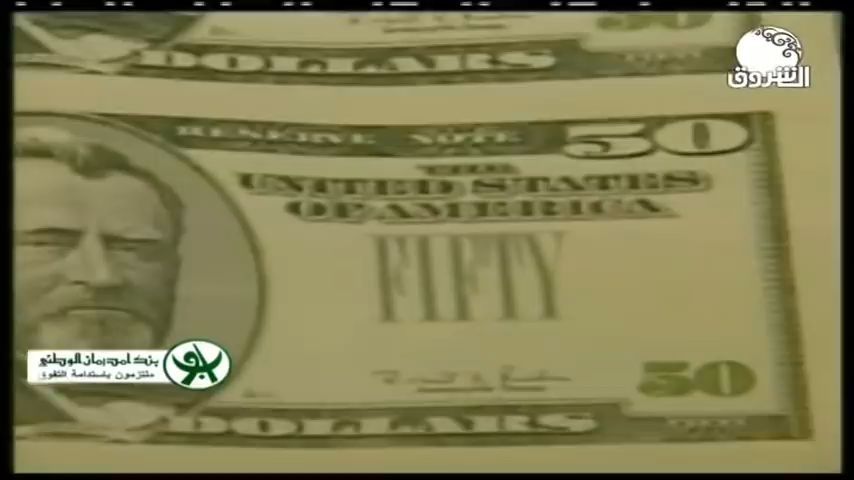 50
DOLLARS
الشروق
RESERVE NOTE
50
THE
UNITED STATES
OF AMERICA
FIFTY
بنك امدرمان الوطني
ملتزمون باستدامة التفوق
50
DOLLARS